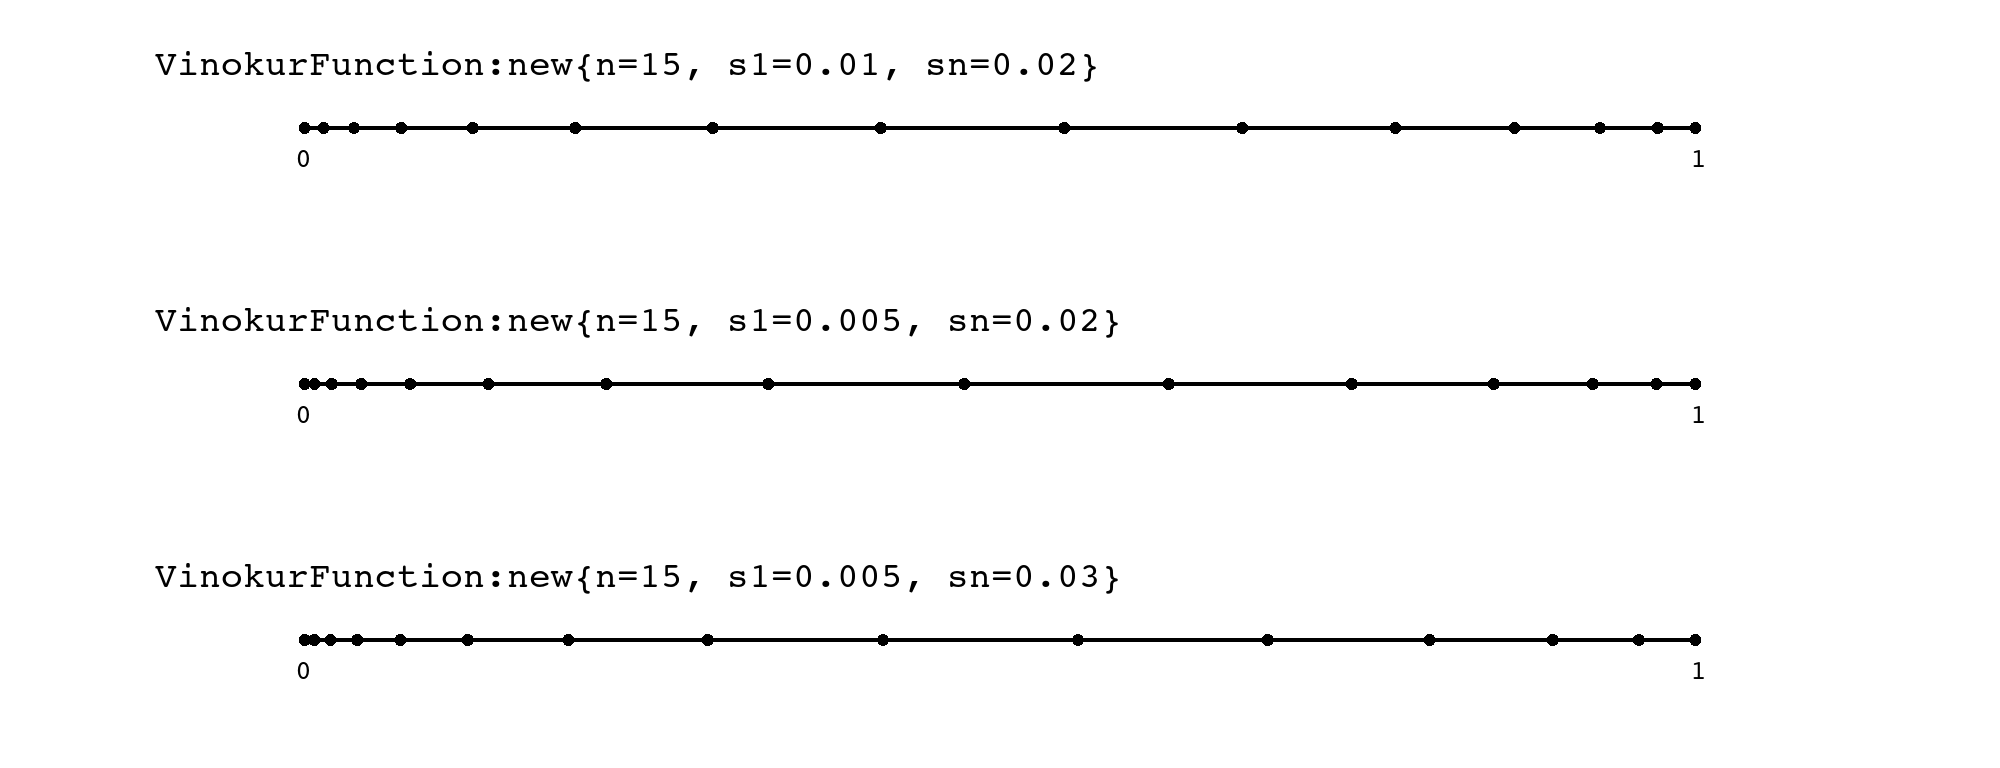 VinokurFunction:new{n=15, s1=0.01, sn=0.02}
0 1
VinokurFunction:new{n=15, s1=0.005, sn=0.02}
0 1
VinokurFunction:new{n=15, s1=0.005, sn=0.03}
0 1